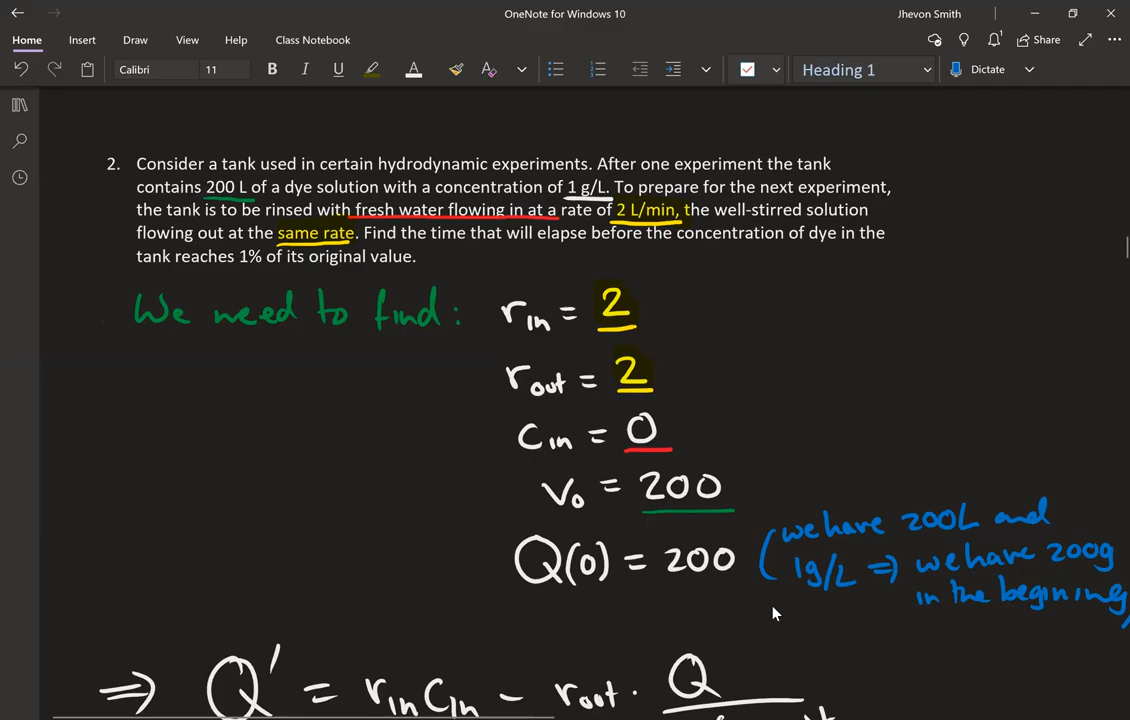 OneNote for Windows 10
Jhevon Smith
Home Insert Draw View Help Class Notebook
Share
Calibri 11 B I U A A Heading 1 Dictate
2. Consider a tank used in certain hydrodynamic experiments. After one experiment the tank
contains 200 L of a dye solution with a concentration of 1 g/L. To prepare for the next experiment,
the tank is to be rinsed with fresh water flowing in at a rate of 2 L/min, the well-stirred solution
flowing out at the same rate. Find the time that will elapse before the concentration of dye in the
tank reaches 1% of its original value.
We need to find: r_in = 2
r_out = 2
C_in = 0
V_0 = 200
Q(0) = 200 (we have 200L and
1g/L ⇒ we have 200g
in the begining)
⇒ Q' = r_in C_in - r_out · Q